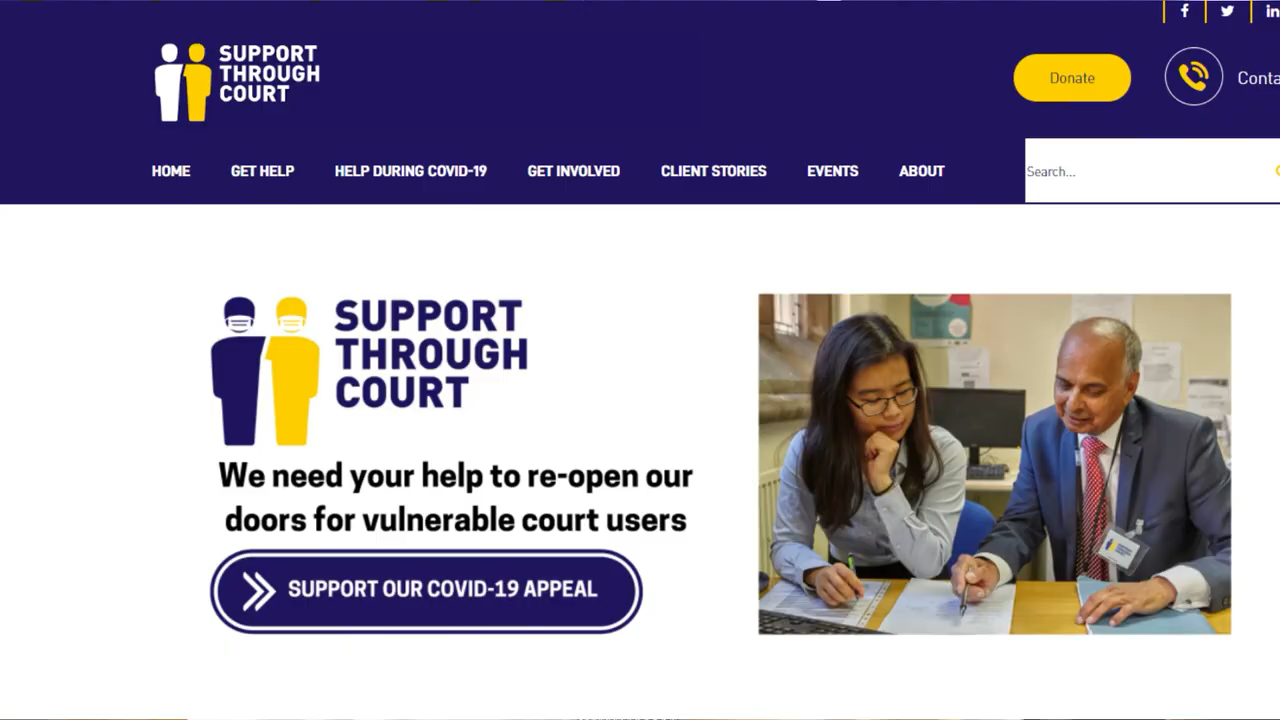 SUPPORT
THROUGH
COURT
Donate
HOME
GET HELP
HELP DURING COVID-19
GET INVOLVED
CLIENT STORIES
EVENTS
ABOUT
Search...
SUPPORT
THROUGH
COURT
We need your help to re-open our
doors for vulnerable court users
SUPPORT OUR COVID-19 APPEAL